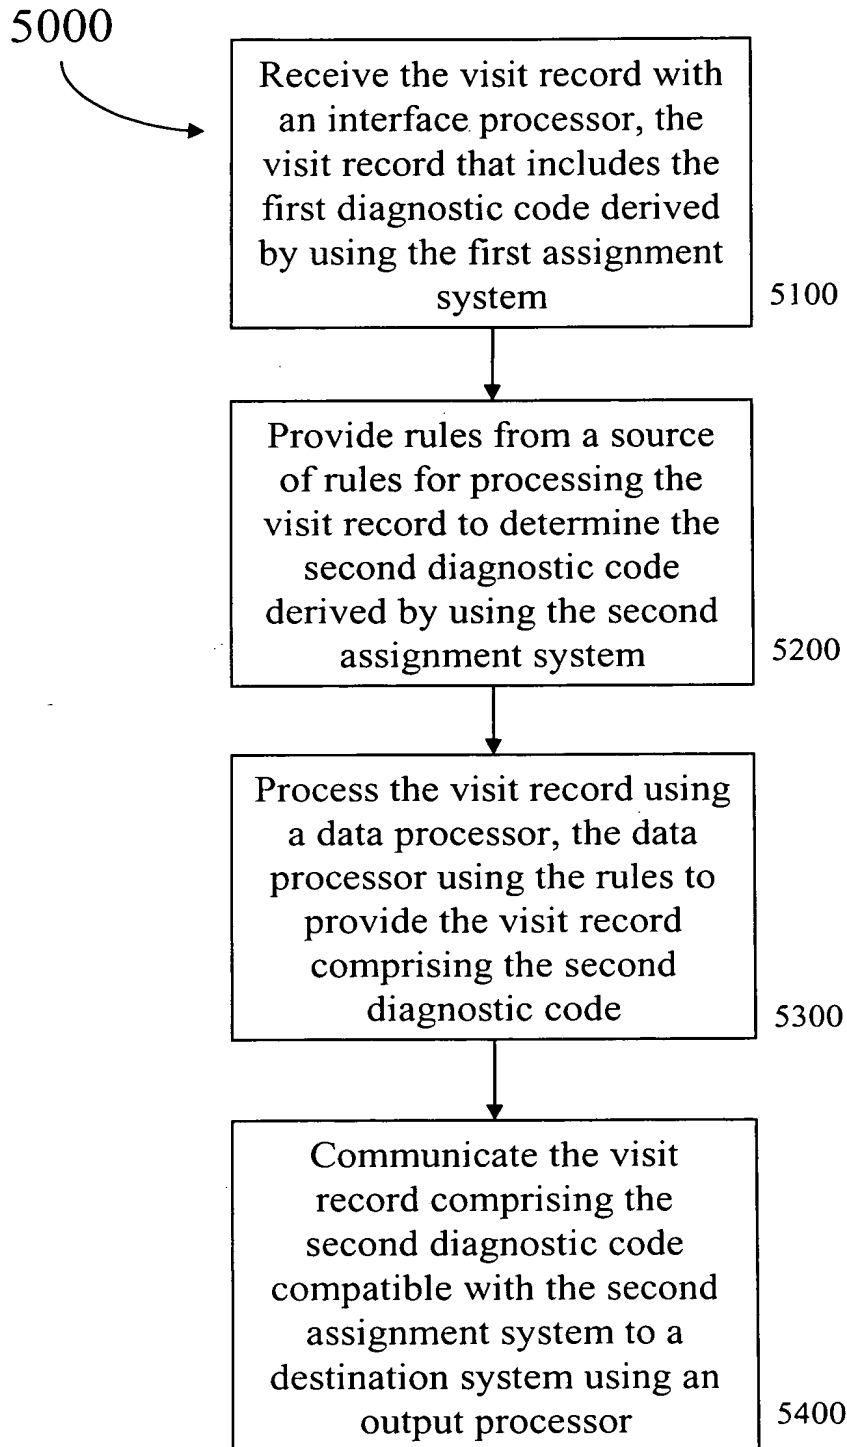 5000
Receive the visit record with
an interface processor, the
visit record that includes the
first diagnostic code derived
by using the first assignment
system
5100
Provide rules from a source
of rules for processing the
visit record to determine the
second diagnostic code
derived by using the second
assignment system
5200
Process the visit record using
a data processor, the data
processor using the rules to
provide the visit record
comprising the second
diagnostic code
5300
Communicate the visit
record comprising the
second diagnostic code
compatible with the second
assignment system to a
destination system using an
output processor
5400